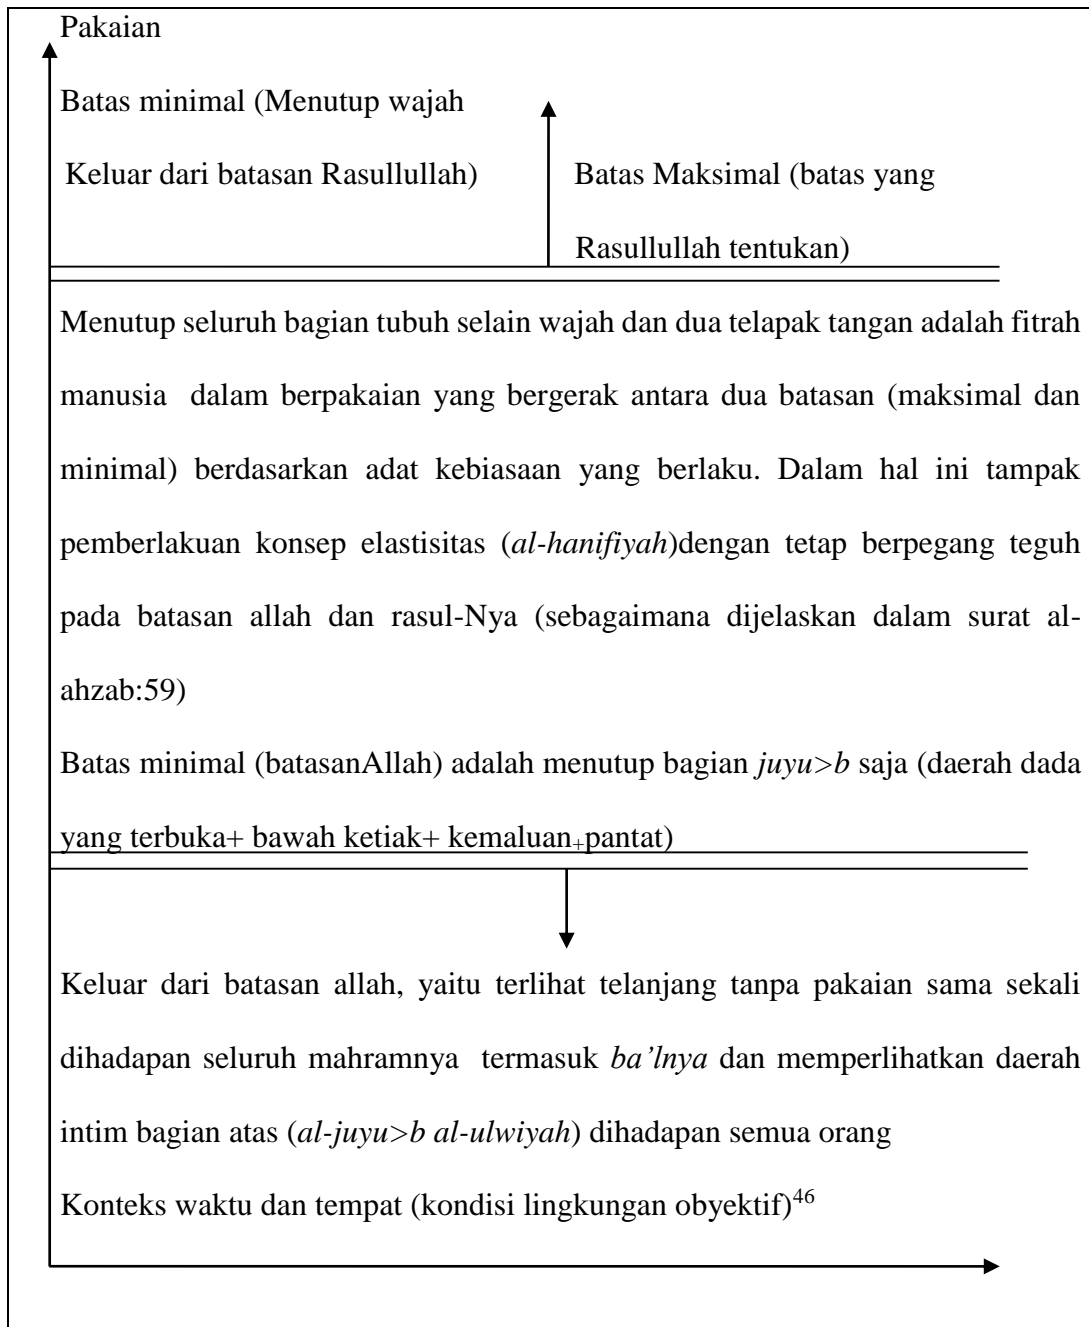 Pakaian
Batas minimal (Menutup wajah
Keluar dari batasan Rasullullah)
Batas Maksimal (batas yang
Rasullullah tentukan)
Menutup seluruh bagian tubuh selain wajah dan dua telapak tangan adalah fitrah
manusia dalam berpakaian yang bergerak antara dua batasan (maksimal dan
minimal) berdasarkan adat kebiasaan yang berlaku. Dalam hal ini tampak
pemberlakuan konsep elastisitas (al-hanifiyah)dengan tetap berpegang teguh
pada batasan allah dan rasul-Nya (sebagaimana dijelaskan dalam surat al-
ahzab:59)
Batas minimal (batasanAllah) adalah menutup bagian juyu>b saja (daerah dada
yang terbuka+ bawah ketiak+ kemaluan+pantat)
Keluar dari batasan allah, yaitu terlihat telanjang tanpa pakaian sama sekali
dihadapan seluruh mahramnya termasuk ba’lnya dan memperlihatkan daerah
intim bagian atas (al-juyu>b al-ulwiyah) dihadapan semua orang
Konteks waktu dan tempat (kondisi lingkungan obyektif)46